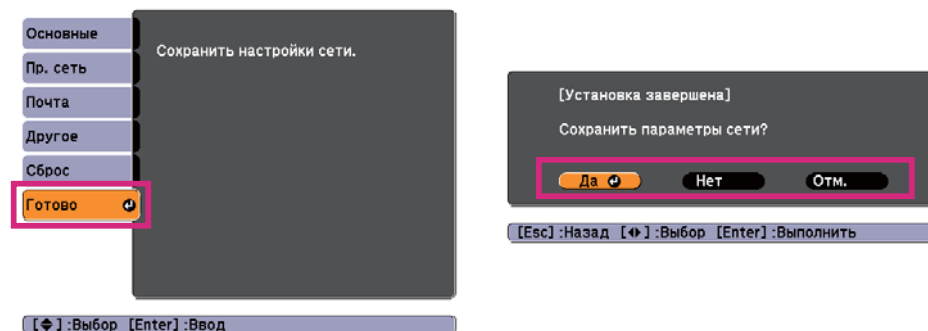 Основные
Пр. сеть
Почта
Другое
Сброс
Готово
Сохранить настройки сети.
[ ] :Выбор [Enter] :Ввод
[Установка завершена]
Сохранить параметры сети?
Да Нет Отм.
[Esc] :Назад [ ] :Выбор [Enter] :Выполнить